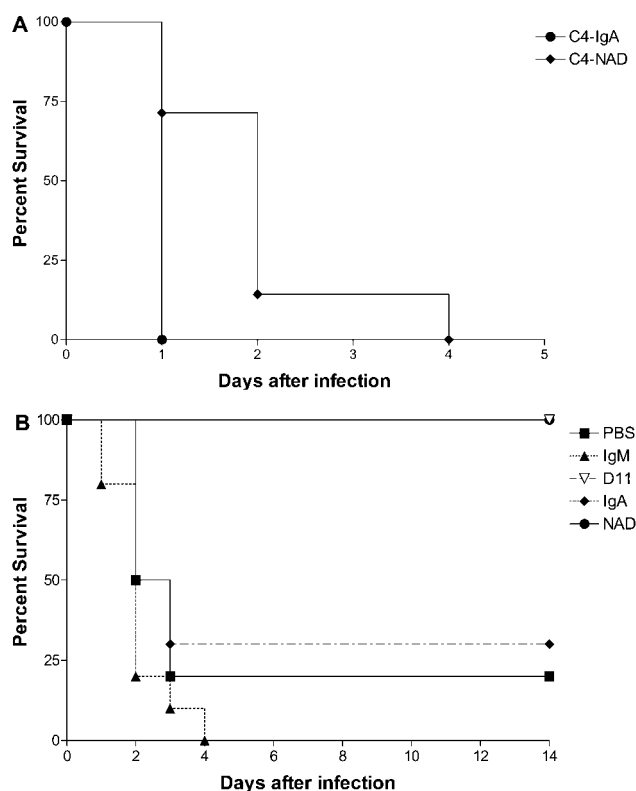 A
100
75
50
25
0
Percent Survival
0 1 2 3 4 5
Days after infection
C4-IgA
C4-NAD
B
100
75
50
25
0
Percent Survival
0 2 4 6 8 10 12 14
Days after infection
PBS
IgM
D11
IgA
NAD